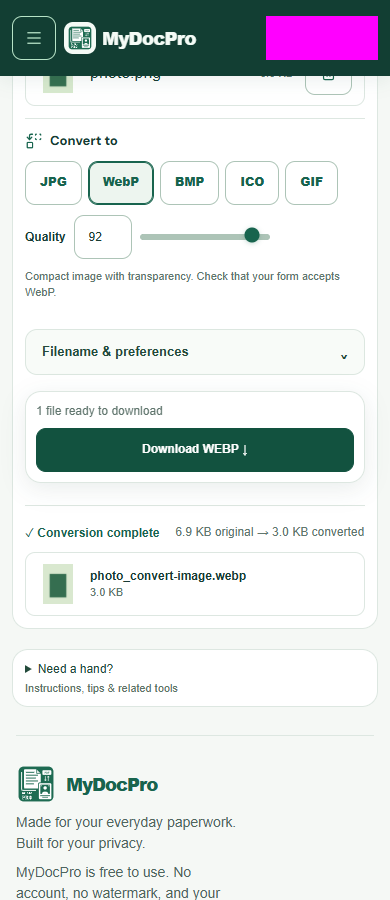 MyDocPro
photo.png
Convert to
JPG
WebP
BMP
ICO
GIF
Quality
92
Compact image with transparency. Check that your form accepts
WebP.
Filename & preferences
1 file ready to download
Download WEBP ↓
✓ Conversion complete
6.9 KB original → 3.0 KB converted
photo_convert-image.webp
3.0 KB
Need a hand?
Instructions, tips & related tools
MyDocPro
Made for your everyday paperwork.
Built for your privacy.
MyDocPro is free to use. No
account, no watermark, and your